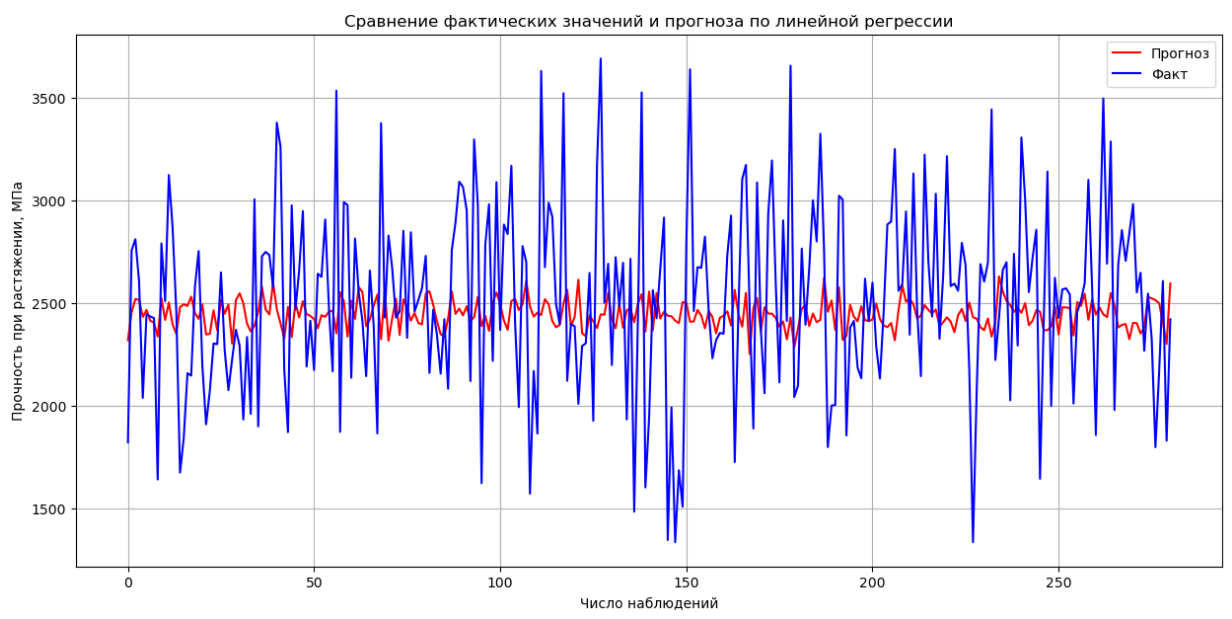 Сравнение фактических значений и прогноза по линейной регрессии
Прогноз
Факт
Прочность при растяжении, МПа
3500
3000
2500
2000
1500
0
50
100
150
200
250
Число наблюдений